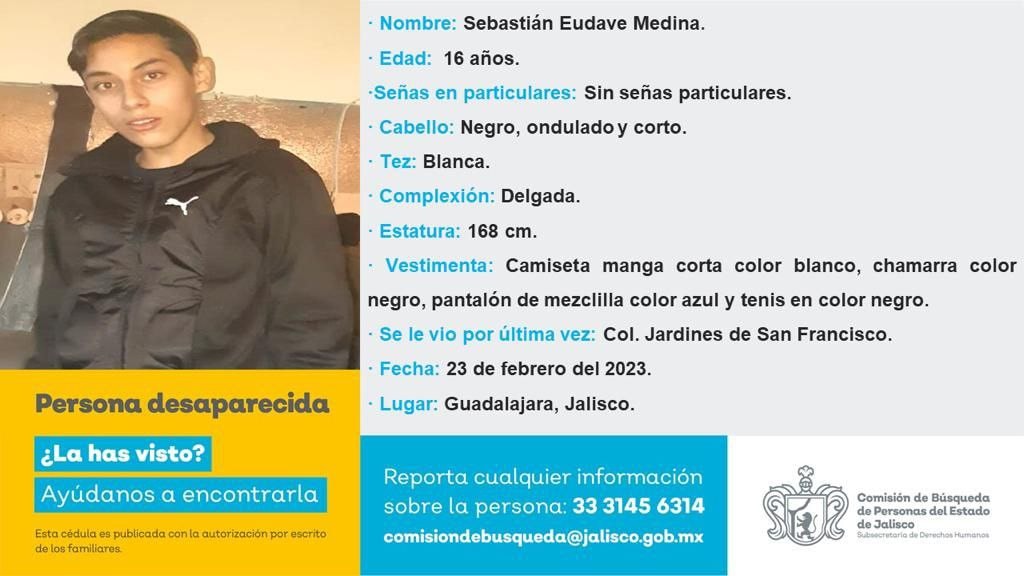 · Nombre: Sebastián Eudave Medina.
· Edad: 16 años.
·Señas en particulares: Sin señas particulares.
· Cabello: Negro, ondulado y corto.
· Tez: Blanca.
· Complexión: Delgada.
· Estatura: 168 cm.
· Vestimenta: Camiseta manga corta color blanco, chamarra color
negro, pantalón de mezclilla color azul y tenis en color negro.
· Se le vio por última vez: Col. Jardines de San Francisco.
· Fecha: 23 de febrero del 2023.
· Lugar: Guadalajara, Jalisco.
Persona desaparecida
¿La has visto?
Ayúdanos a encontrarla
Esta cédula es publicada con la autorización por escrito
de los familiares.
Reporta cualquier información
sobre la persona: 33 3145 6314
comisiondebusqueda@jalisco.gob.mx
Comisión de Búsqueda
de Personas del Estado
de Jalisco
Subsecretaría de Derechos Humanos